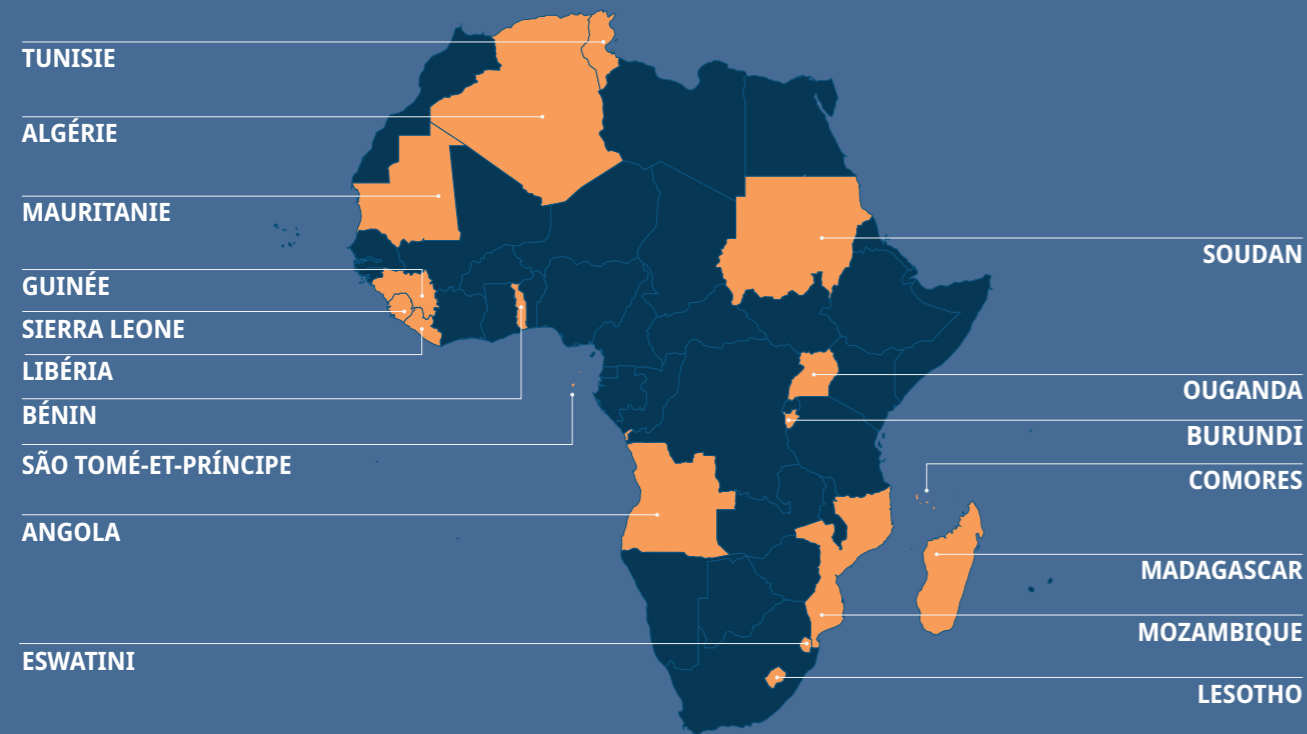 TUNISIE
ALGÉRIE
MAURITANIE
GUINÉE
SIERRA LEONE
LIBÉRIA
BÉNIN
SÃO TOMÉ-ET-PRÍNCIPE
ANGOLA
ESWATINI
SOUDAN
OUGANDA
BURUNDI
COMORES
MADAGASCAR
MOZAMBIQUE
LESOTHO